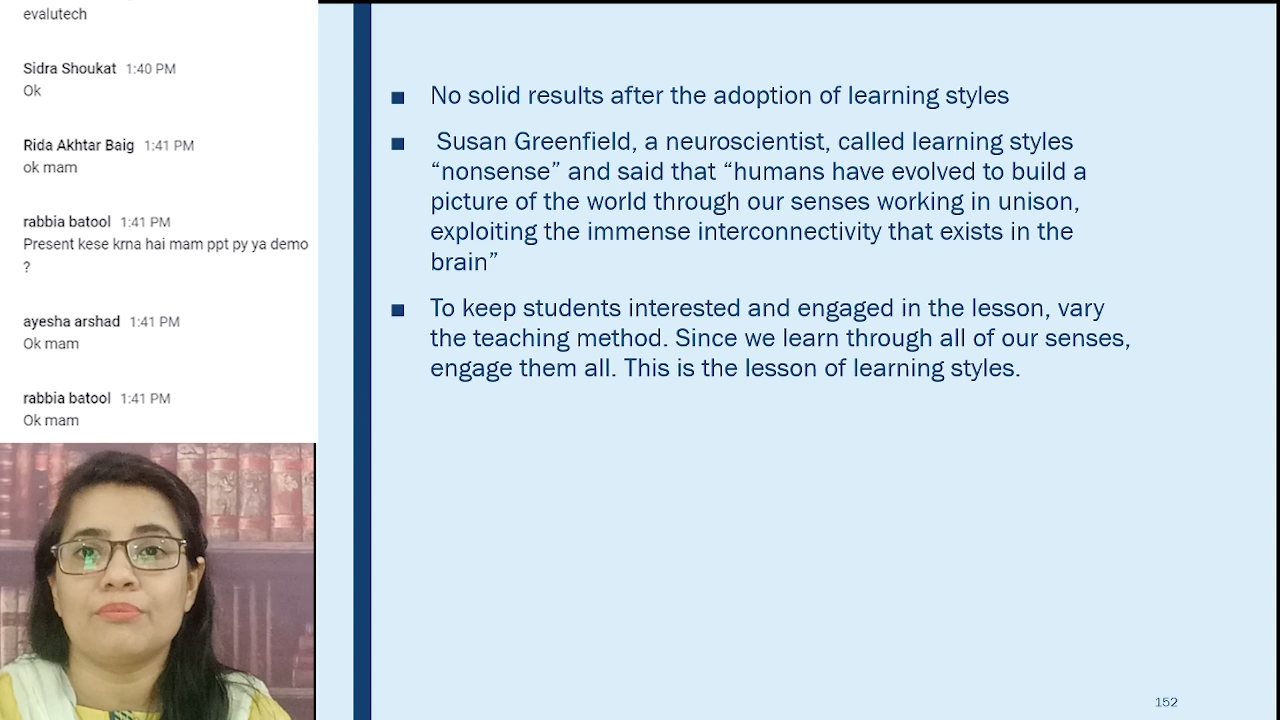 evalutech
Sidra Shoukat 1:40 PM
Ok
Rida Akhtar Baig 1:41 PM
ok mam
rabbia batool 1:41 PM
Present kese krna hai mam ppt py ya demo
?
ayesha arshad 1:41 PM
Ok mam
rabbia batool 1:41 PM
Ok mam
■ No solid results after the adoption of learning styles
■ Susan Greenfield, a neuroscientist, called learning styles
“nonsense” and said that “humans have evolved to build a
picture of the world through our senses working in unison,
exploiting the immense interconnectivity that exists in the
brain”
■ To keep students interested and engaged in the lesson, vary
the teaching method. Since we learn through all of our senses,
engage them all. This is the lesson of learning styles.
152